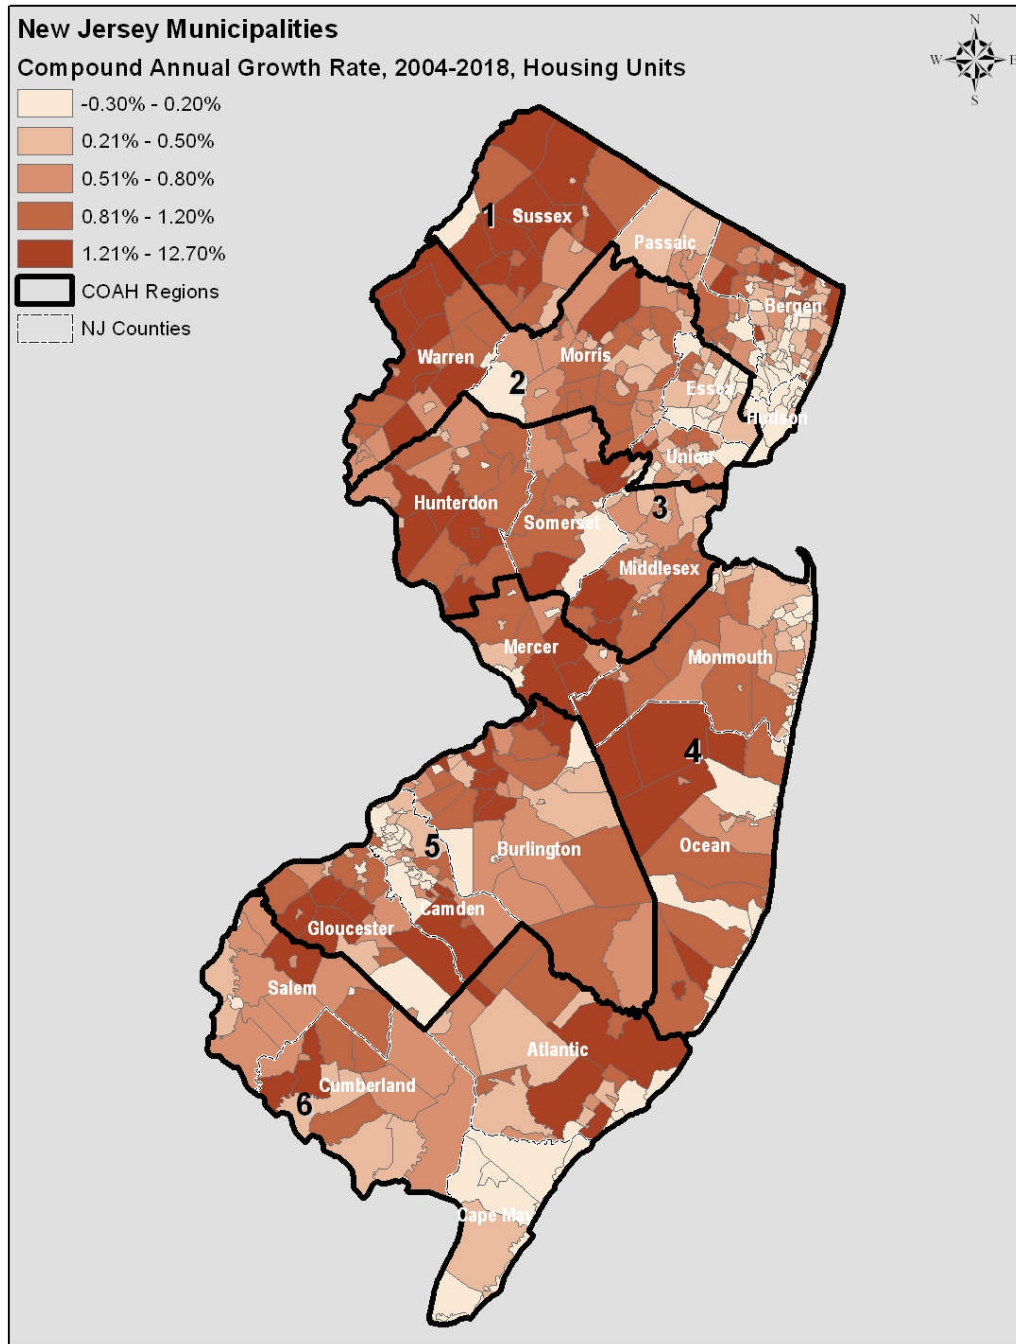 New Jersey Municipalities
Compound Annual Growth Rate, 2004-2018, Housing Units
-0.30% - 0.20%
0.21% - 0.50%
0.51% - 0.80%
0.81% - 1.20%
1.21% - 12.70%
COAH Regions
NJ Counties
N
W E
S
1
Sussex
Passaic
Bergen
Warren
Morris
2
Essex
Hudson
Union
Hunterdon
3
Somerset
Middlesex
Mercer
Monmouth
4
5
Burlington
Ocean
Camden
Gloucester
Salem
Atlantic
Cumberland
6
Cape May